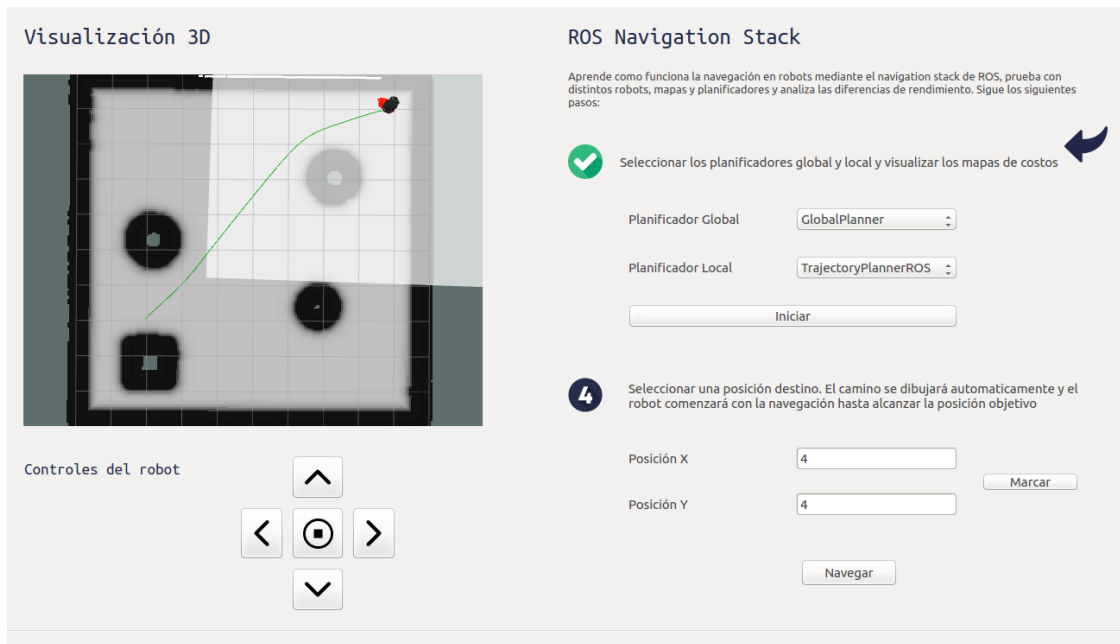 Visualización 3D
Controles del robot
ROS Navigation Stack
Aprende como funciona la navegación en robots mediante el navigation stack de ROS, prueba con
distintos robots, mapas y planificadores y analiza las diferencias de rendimiento. Sigue los siguientes
pasos:
Seleccionar los planificadores global y local y visualizar los mapas de costos
Planificador Global GlobalPlanner
Planificador Local TrajectoryPlannerROS
Iniciar
4 Seleccionar una posición destino. El camino se dibujará automaticamente y el
robot comenzará con la navegación hasta alcanzar la posición objetivo
Posición X 4
Marcar
Posición Y 4
Navegar